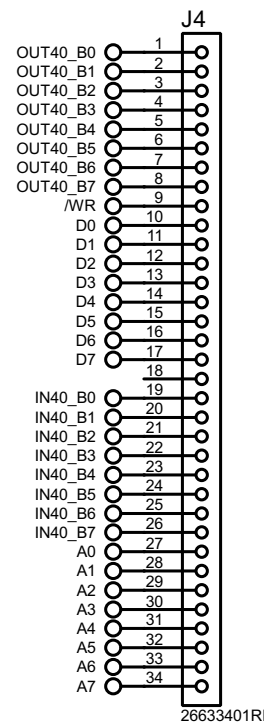 J4
OUT40_B0 1
OUT40_B1 2
OUT40_B2 3
OUT40_B3 4
OUT40_B4 5
OUT40_B5 6
OUT40_B6 7
OUT40_B7 8
/WR 9
D0 10
D1 11
D2 12
D3 13
D4 14
D5 15
D6 16
D7 17
18
IN40_B0 19
IN40_B1 20
IN40_B2 21
IN40_B3 22
IN40_B4 23
IN40_B5 24
IN40_B6 25
IN40_B7 26
A0 27
A1 28
A2 29
A3 30
A4 31
A5 32
A6 33
A7 34